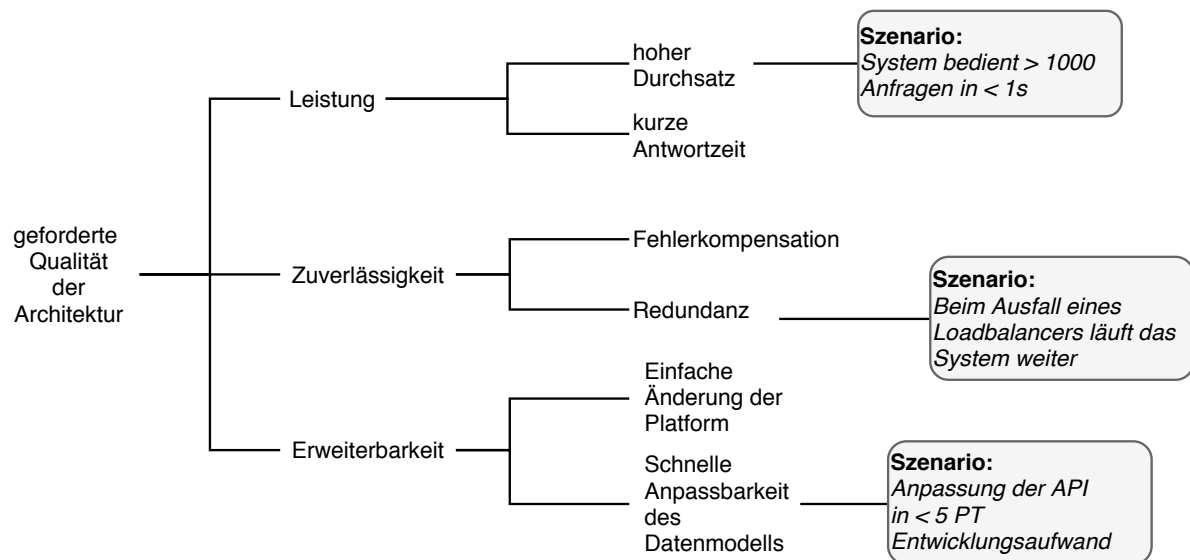 geforderte
Qualität
der
Architektur
Leistung
hoher
Durchsatz
Szenario:
System bedient > 1000
Anfragen in < 1s
kurze
Antwortzeit
Zuverlässigkeit
Fehlerkompensation
Redundanz
Szenario:
Beim Ausfall eines
Loadbalancers läuft das
System weiter
Erweiterbarkeit
Einfache
Änderung der
Platform
Schnelle
Anpassbarkeit
des
Datenmodells
Szenario:
Anpassung der API
in < 5 PT
Entwicklungsaufwand